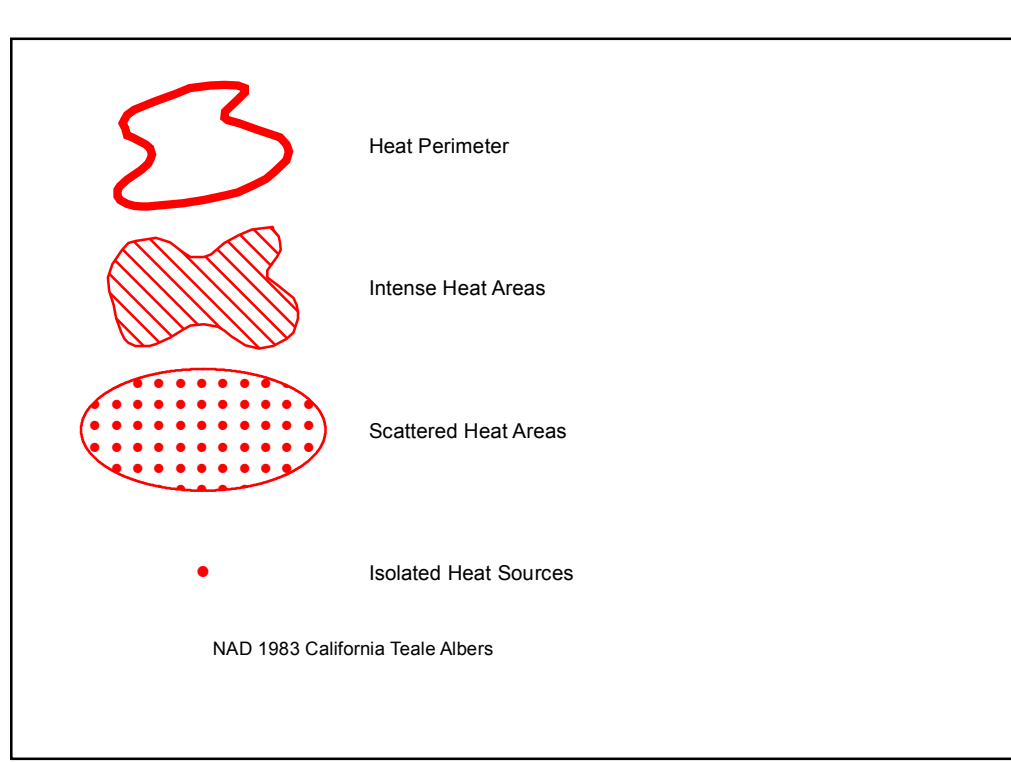 Heat Perimeter
Intense Heat Areas
Scattered Heat Areas
Isolated Heat Sources
NAD 1983 California Teale Albers